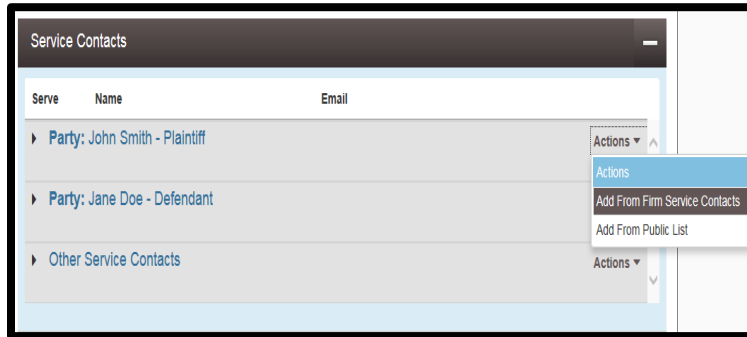 Service Contacts
Serve Name Email
Party: John Smith - Plaintiff Actions
Actions
Add From Firm Service Contacts
Party: Jane Doe - Defendant
Add From Public List
Other Service Contacts Actions